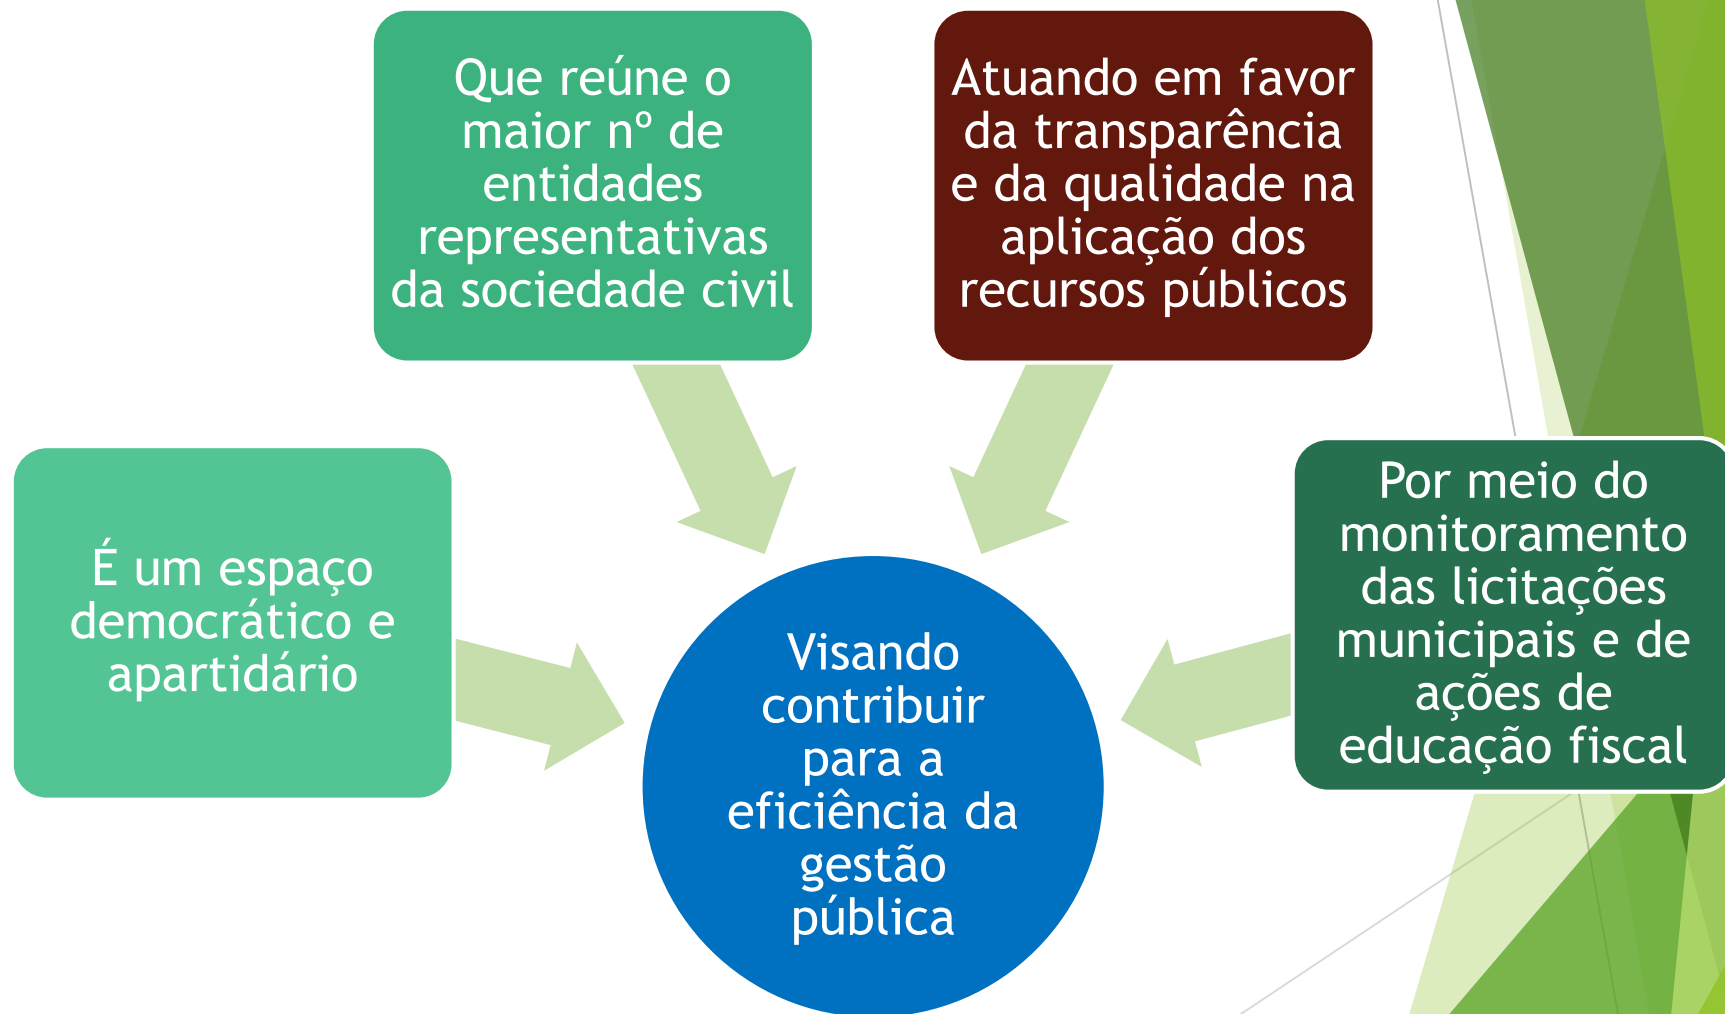 É um espaço
democrático e
apartidário
Que reúne o
maior nº de
entidades
representativas
da sociedade civil
Atuando em favor
da transparência
e da qualidade na
aplicação dos
recursos públicos
Por meio do
monitoramento
das licitações
municipais e de
ações de
educação fiscal
Visando
contribuir
para a
eficiência da
gestão
pública